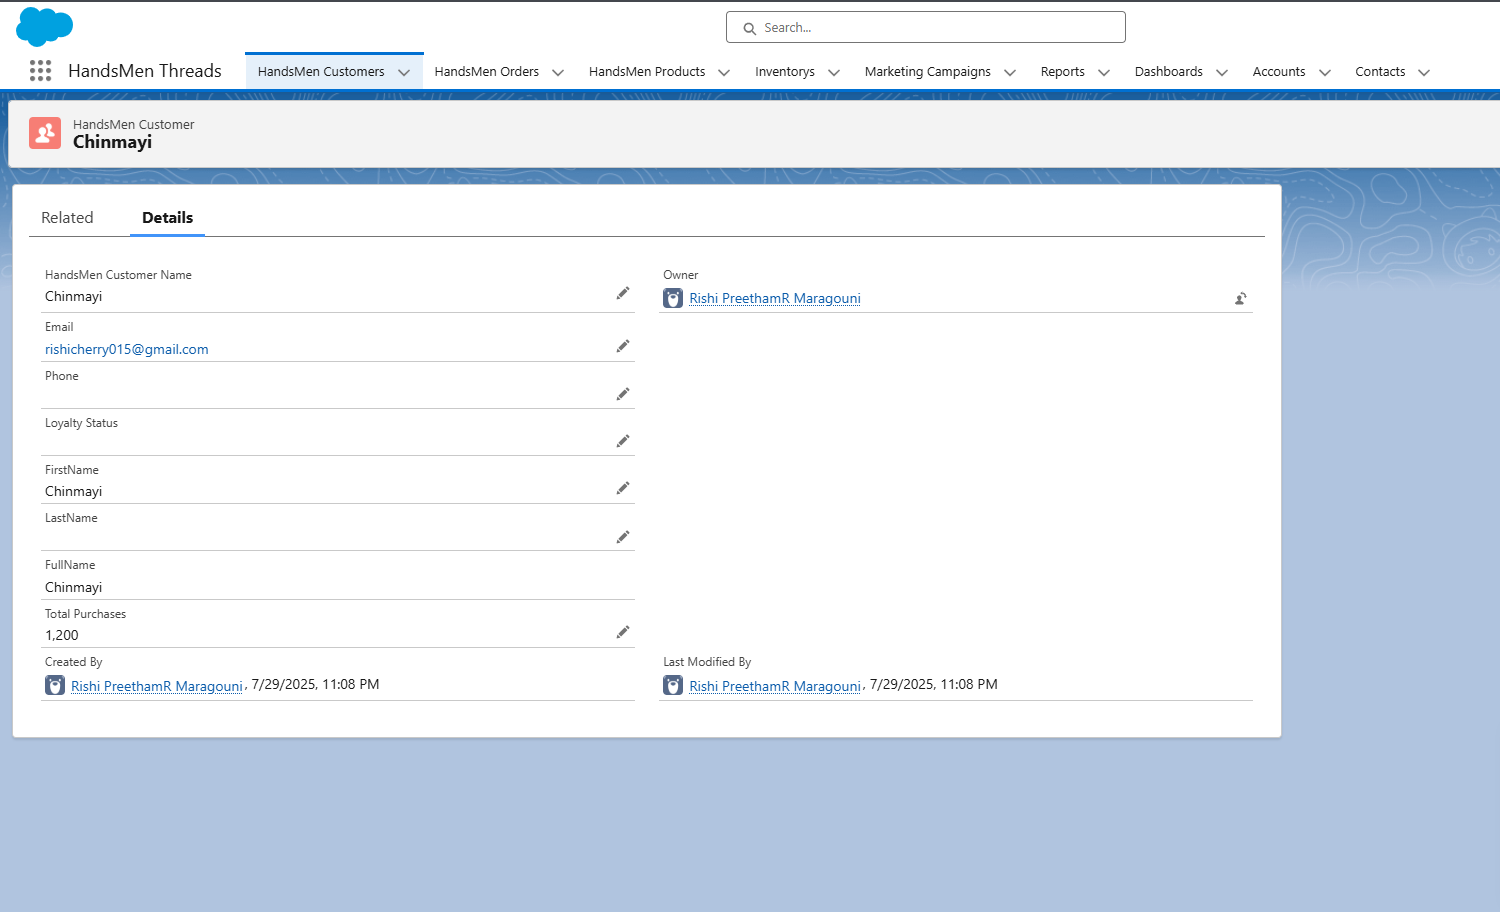 Search...
HandsMen Threads
HandsMen Customers
HandsMen Orders
HandsMen Products
Inventorys
Marketing Campaigns
Reports
Dashboards
Accounts
Contacts
HandsMen Customer
Chinmayi
Related
Details
HandsMen Customer Name
Chinmayi
Owner
Rishi PreethamR Maragouni
Email
rishicherry015@gmail.com
Phone
Loyalty Status
FirstName
Chinmayi
LastName
FullName
Chinmayi
Total Purchases
1,200
Created By
Rishi PreethamR Maragouni, 7/29/2025, 11:08 PM
Last Modified By
Rishi PreethamR Maragouni, 7/29/2025, 11:08 PM